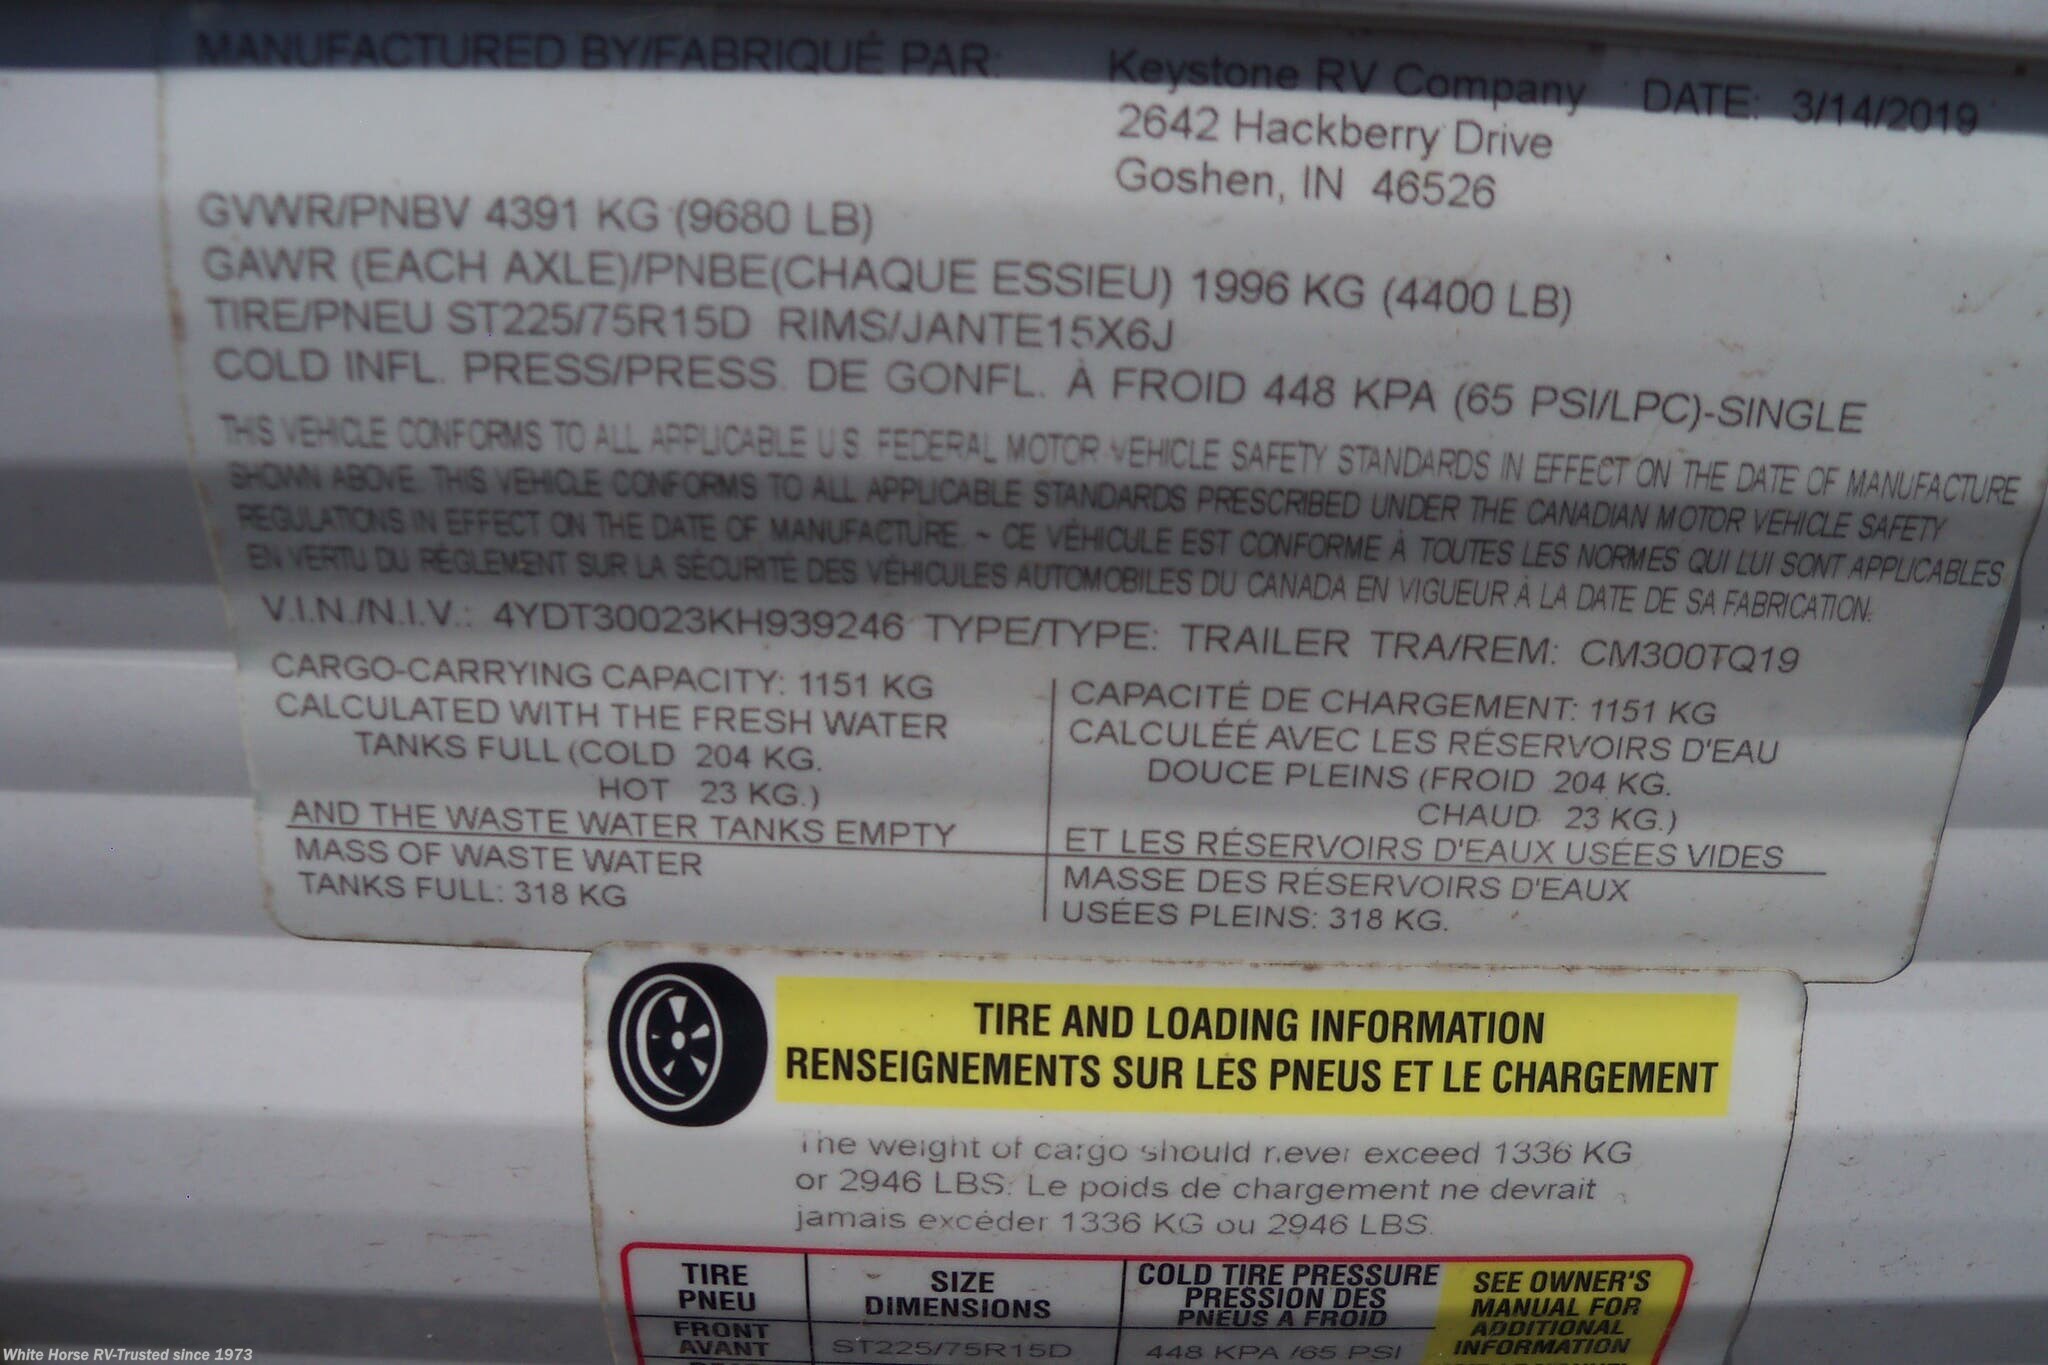 MANUFACTURED BY/FABRIQUÉ PAR: Keystone RV Company DATE: 3/14/2019
2642 Hackberry Drive
Goshen, IN 46526
GVWR/PNBV 4391 KG (9680 LB)
GAWR (EACH AXLE)/PNBE(CHAQUE ESSIEU) 1996 KG (4400 LB)
TIRE/PNEU ST225/75R15D RIMS/JANTE15X6J
COLD INFL. PRESS/PRESS. DE GONFL. À FROID 448 KPA (65 PSI/LPC)-SINGLE
THIS VEHICLE CONFORMS TO ALL APPLICABLE U.S. FEDERAL MOTOR VEHICLE SAFETY STANDARDS IN EFFECT ON THE DATE OF MANUFACTURE
SHOWN ABOVE. THIS VEHICLE CONFORMS TO ALL APPLICABLE STANDARDS PRESCRIBED UNDER THE CANADIAN MOTOR VEHICLE SAFETY
REGULATIONS IN EFFECT ON THE DATE OF MANUFACTURE. ~ CE VÉHICULE EST CONFORME À TOUTES LES NORMES QUI LUI SONT APPLICABLES
EN VERTU DU RÉGLEMENT SUR LA SÉCURITÉ DES VÉHICULES AUTOMOBILES DU CANADA EN VIGUEUR À LA DATE DE SA FABRICATION.
V.I.N./N.I.V.: 4YDT30023KH939246 TYPE/TYPE: TRAILER TRA/REM: CM300TQ19
CARGO-CARRYING CAPACITY: 1151 KG
CALCULATED WITH THE FRESH WATER
TANKS FULL (COLD 204 KG.
HOT 23 KG.)
AND THE WASTE WATER TANKS EMPTY
MASS OF WASTE WATER
TANKS FULL: 318 KG
CAPACITÉ DE CHARGEMENT: 1151 KG
CALCULÉÉ AVEC LES RÉSERVOIRS D'EAU
DOUCE PLEINS (FROID 204 KG.
CHAUD 23 KG.)
ET LES RÉSERVOIRS D'EAUX USÉES VIDES
MASSE DES RÉSERVOIRS D'EAUX
USÉES PLEINS: 318 KG.
TIRE AND LOADING INFORMATION
RENSEIGNEMENTS SUR LES PNEUS ET LE CHARGEMENT
The weight of cargo should never exceed 1336 KG
or 2946 LBS. Le poids de chargement ne devrait
jamais excéder 1336 KG ou 2946 LBS.
TIRE
PNEU
SIZE
DIMENSIONS
COLD TIRE PRESSURE
PRESSION DES
PNEUS A FROID
SEE OWNER'S
MANUAL FOR
ADDITIONAL
INFORMATION
FRONT
AVANT
ST225/75R15D
448 KPA /65 PSI
White Horse RV-Trusted since 1973